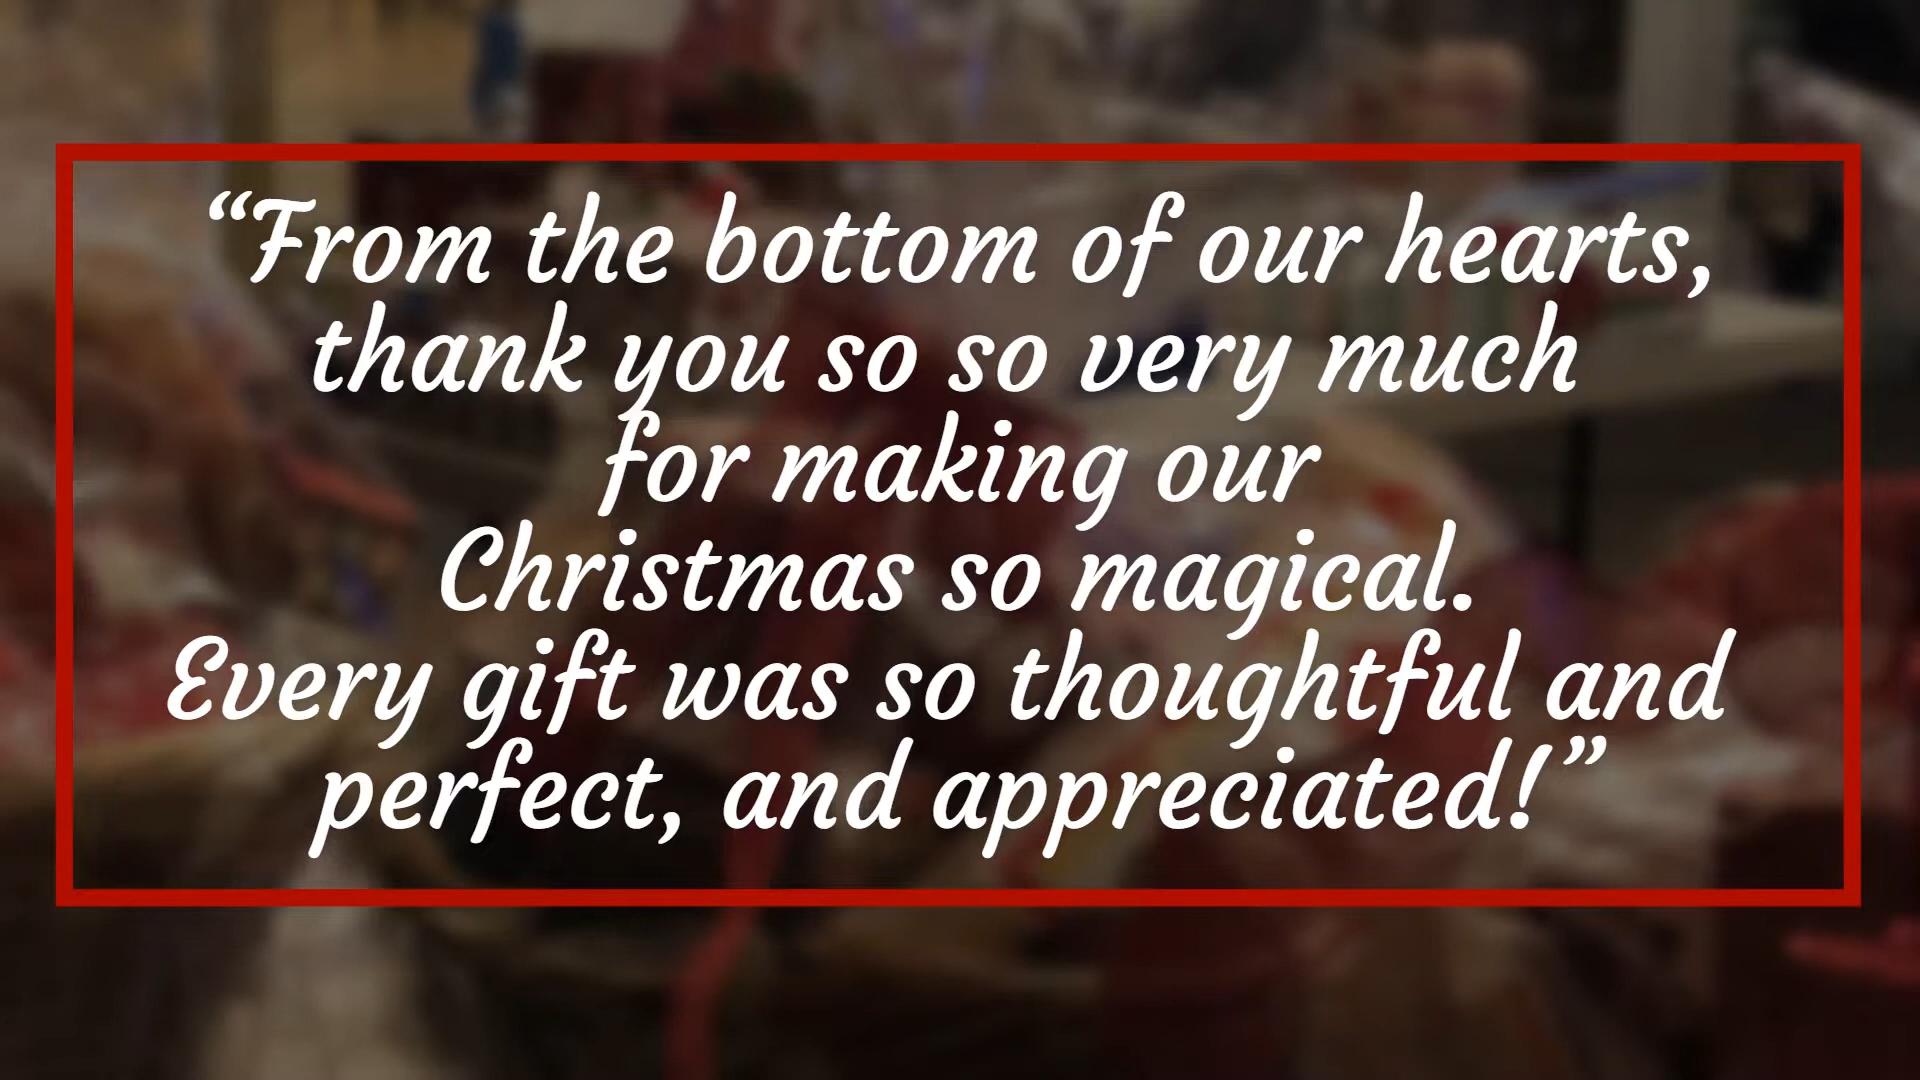 “From the bottom of our hearts,
thank you so so very much
for making our
Christmas so magical.
Every gift was so thoughtful and
perfect, and appreciated!”